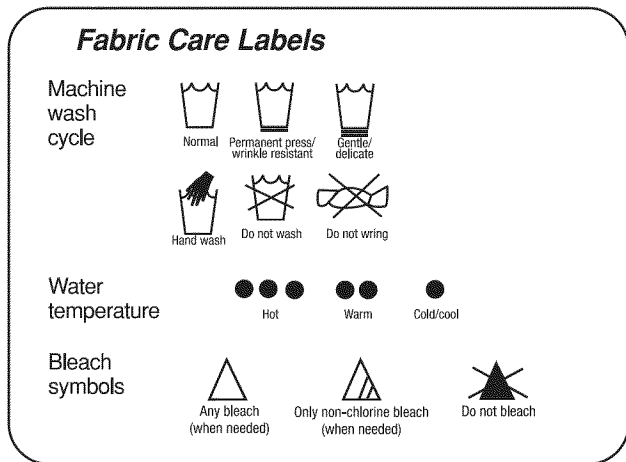 Fabric Care Labels
Machine
wash
cycle
Normal
Permanent press/
wrinkle resistant
Gentle/
delicate
Hand wash
Do not wash
Do not wring
Water
temperature
Hot
Warm
Cold/cool
Bleach
symbols
Any bleach
(when needed)
Only non-chlorine bleach
(when needed)
Do not bleach